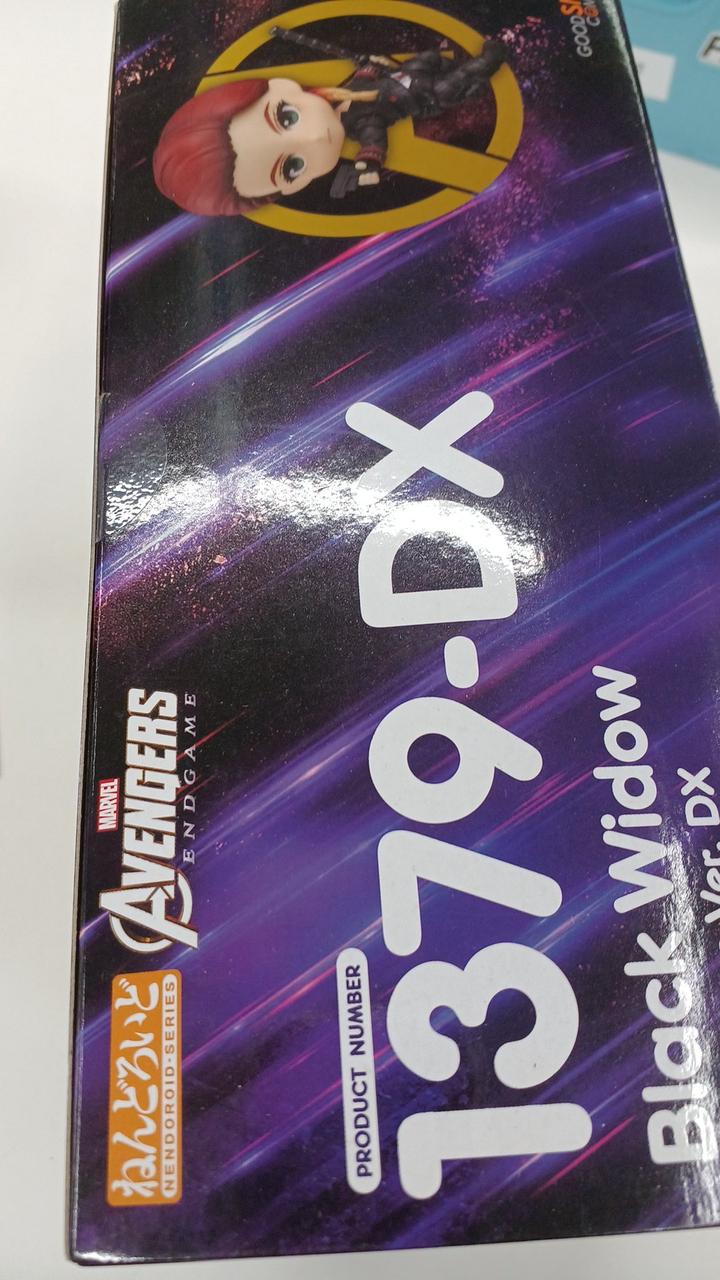 ねんどろいど
NENDOROID·SERIES
MARVEL
AVENGERS
ENDGAME
PRODUCT NUMBER
1379-DX
Black Widow
Ver. DX
GOOD